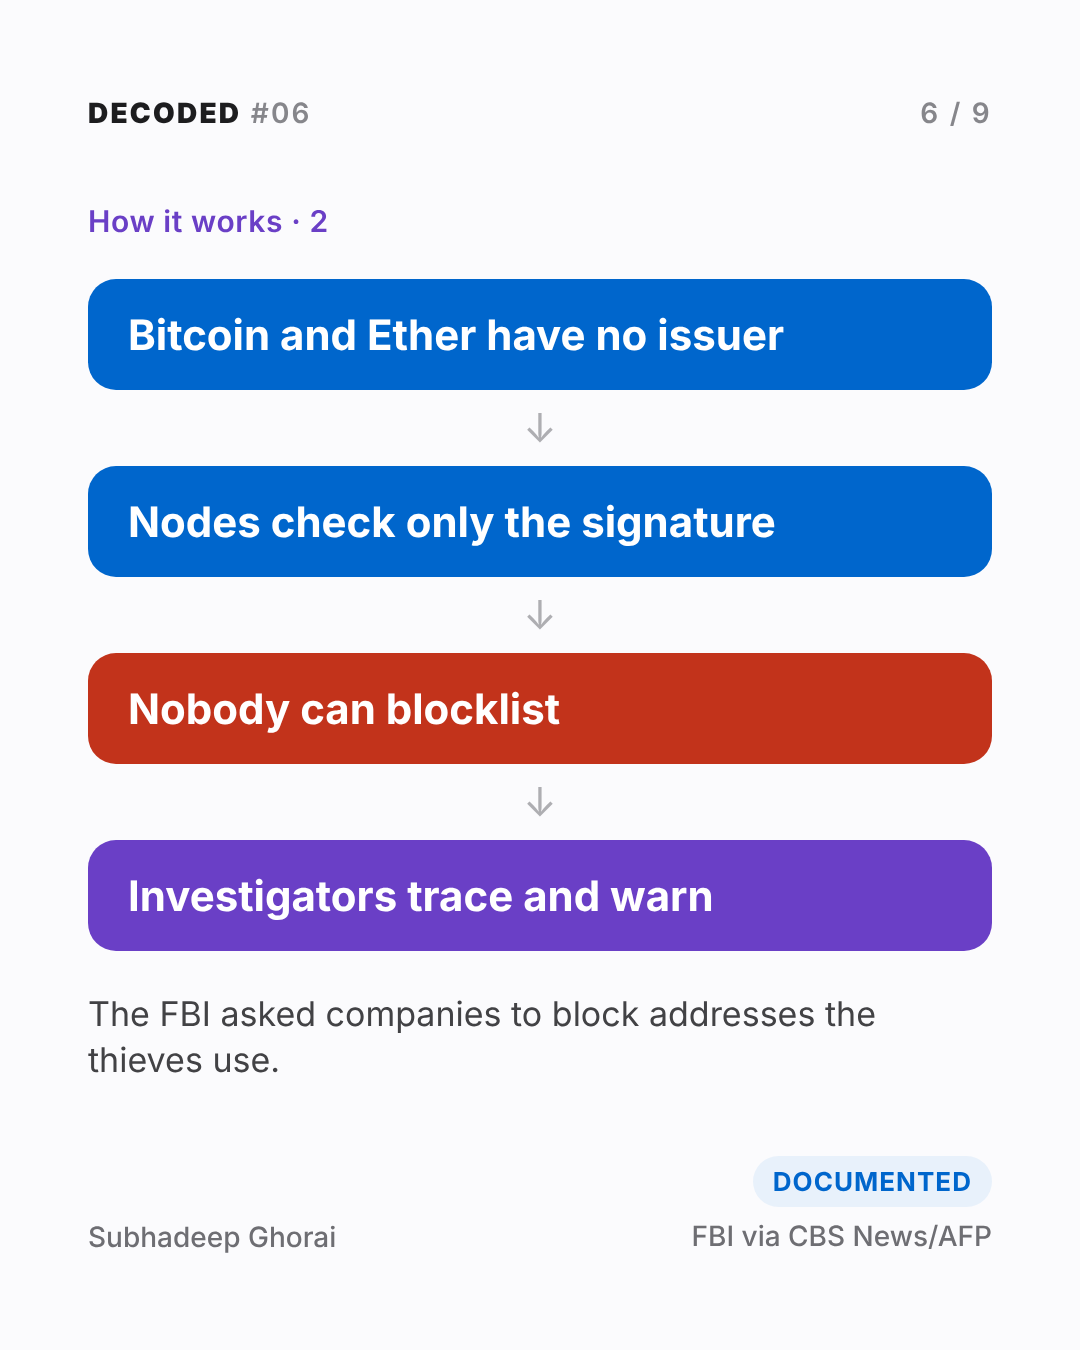 DECODED #06
6 / 9
How it works · 2
Bitcoin and Ether have no issuer
↓
Nodes check only the signature
↓
Nobody can blocklist
↓
Investigators trace and warn
The FBI asked companies to block addresses the
thieves use.
DOCUMENTED
Subhadeep Ghorai
FBI via CBS News/AFP